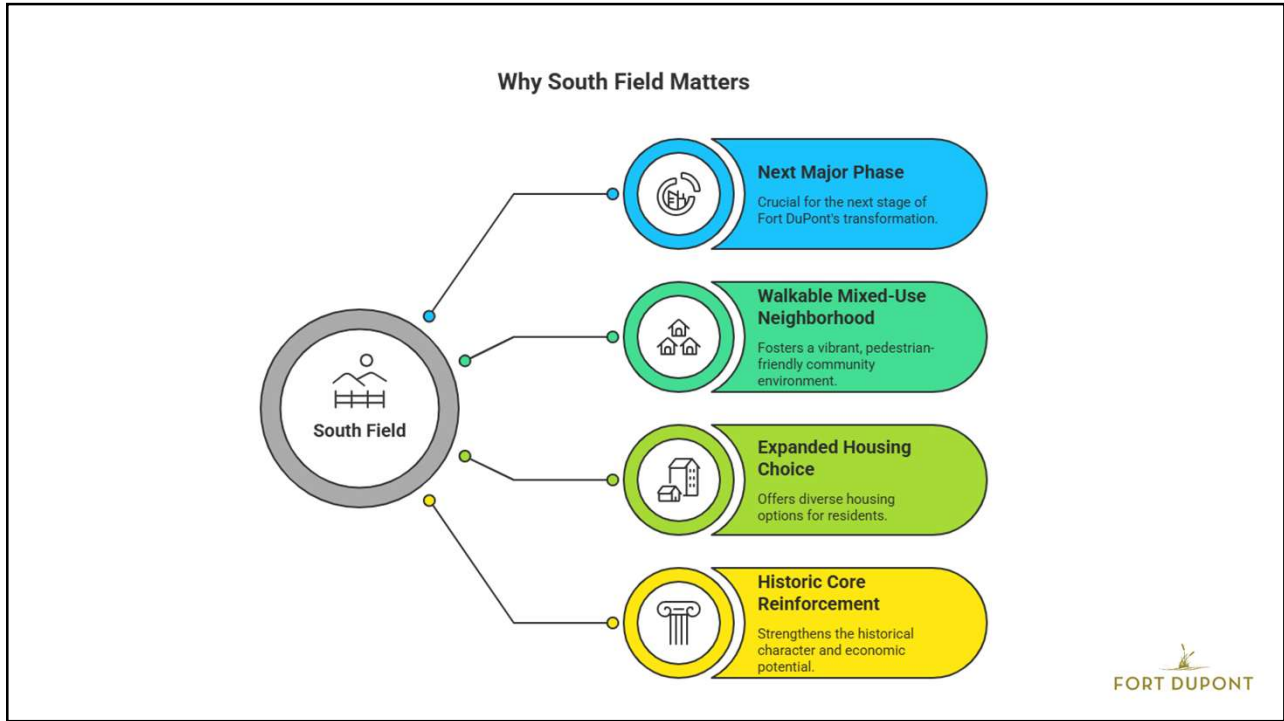 Why South Field Matters
Next Major Phase
Crucial for the next stage of
Fort DuPont's transformation.
Walkable Mixed-Use
Neighborhood
Fosters a vibrant, pedestrian-
friendly community
environment.
South Field
Expanded Housing
Choice
Offers diverse housing
options for residents.
Historic Core
Reinforcement
Strengthens the historical
character and economic
potential.
FORT DUPONT